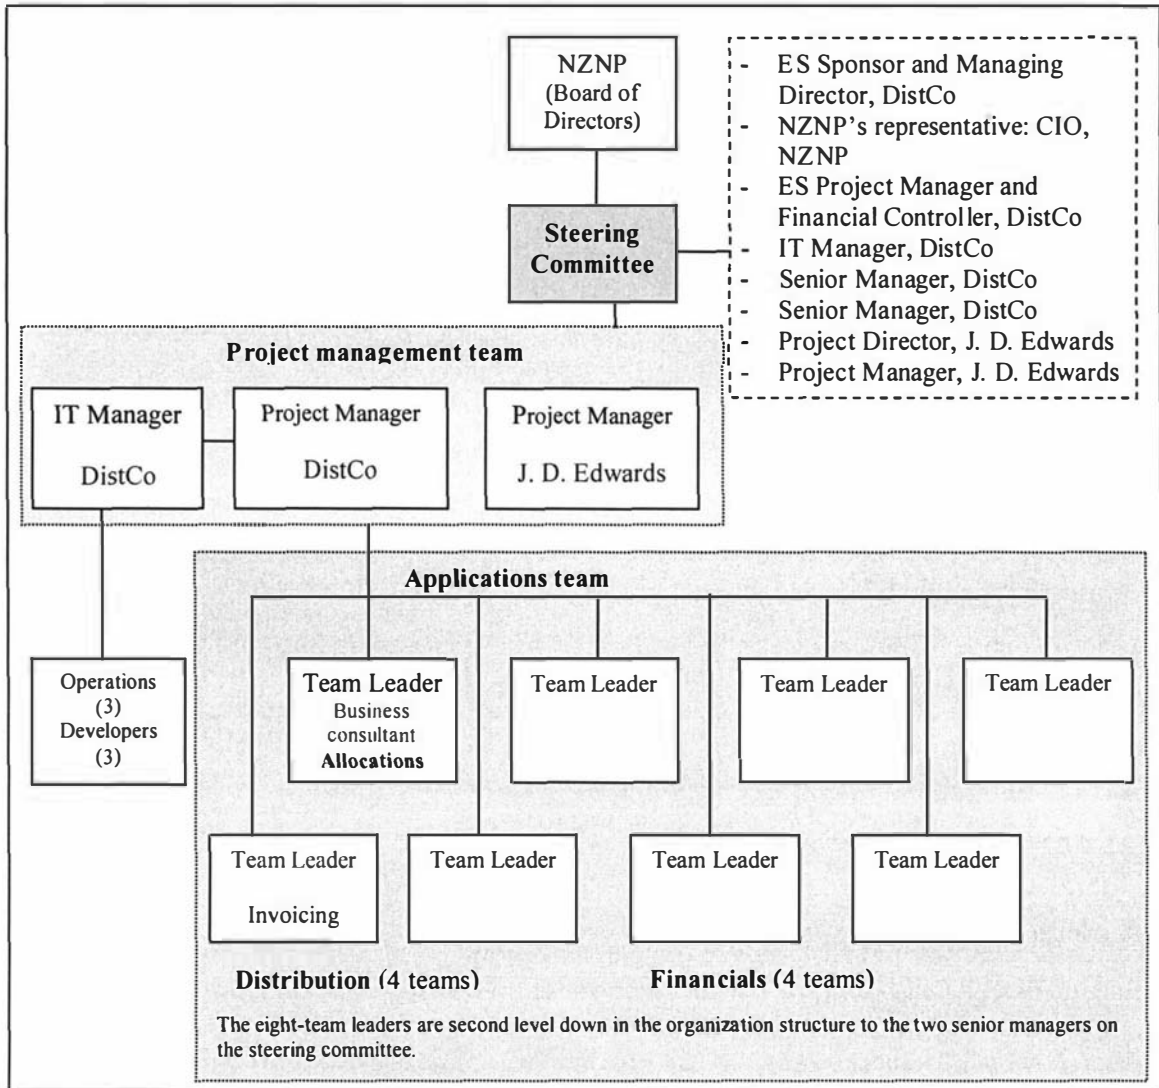 NZNP
(Board of
Directors)
- ES Sponsor and Managing
Director, DistCo
- NZNP's representative: CIO,
NZNP
- ES Project Manager and
Financial Controller, DistCo
- IT Manager, DistCo
- Senior Manager, DistCo
- Senior Manager, DistCo
- Project Director, J. D. Edwards
- Project Manager, J. D. Edwards
Steering
Committee
Project management team
IT Manager
DistCo
Project Manager
DistCo
Project Manager
J. D. Edwards
Applications team
Operations
(3)
Developers
(3)
Team Leader
Business
consultant
Allocations
Team Leader
Team Leader
Team Leader
Team Leader
Invoicing
Team Leader
Team Leader
Team Leader
Distribution (4 teams)
Financials (4 teams)
The eight-team leaders are second level down in the organization structure to the two senior managers on
the steering committee.